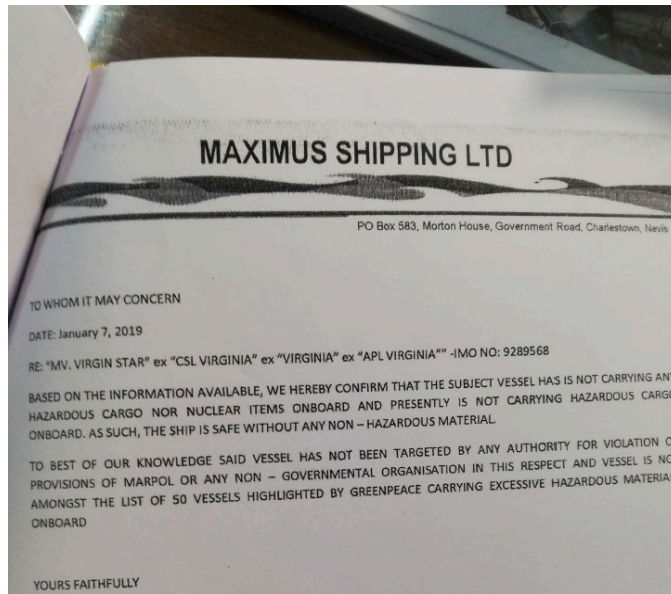 MAXIMUS SHIPPING LTD
PO Box 583, Morton House, Government Road, Charlestown, Nevis
TO WHOM IT MAY CONCERN
DATE: January 7, 2019
RE: "MV. VIRGIN STAR" ex "CSL VIRGINIA" ex "VIRGINIA" ex "APL VIRGINIA"" -IMO NO: 9289568
BASED ON THE INFORMATION AVAILABLE, WE HEREBY CONFIRM THAT THE SUBJECT VESSEL HAS IS NOT CARRYING ANY
HAZARDOUS CARGO NOR NUCLEAR ITEMS ONBOARD AND PRESENTLY IS NOT CARRYING HAZARDOUS CARGO
ONBOARD. AS SUCH, THE SHIP IS SAFE WITHOUT ANY NON – HAZARDOUS MATERIAL.
TO BEST OF OUR KNOWLEDGE SAID VESSEL HAS NOT BEEN TARGETED BY ANY AUTHORITY FOR VIOLATION O
PROVISIONS OF MARPOL OR ANY NON – GOVERNMENTAL ORGANISATION IN THIS RESPECT AND VESSEL IS NO
AMONGST THE LIST OF 50 VESSELS HIGHLIGHTED BY GREENPEACE CARRYING EXCESSIVE HAZARDOUS MATERIA
ONBOARD
YOURS FAITHFULLY